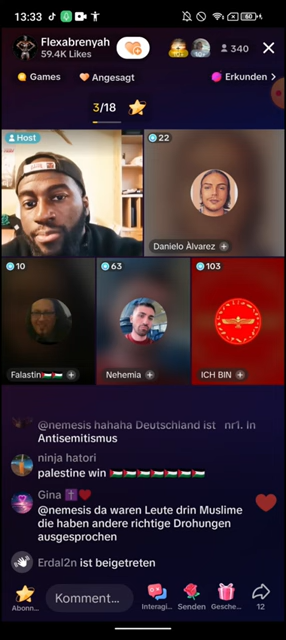 13:33
60
Flexabrenyah
59.4K Likes
340
Games
Angesagt
Erkunden >
3/18
Host
22
Danielo Àlvarez +
10
Falastin🇵🇸🇵🇸 +
63
Nehemia +
103
ICH BIN +
@nemesis hahaha Deutschland ist nr1. In
Antisemitismus
ninja hatori
palestine win 🇵🇸🇵🇸🇵🇸🇵🇸🇵🇸🇵🇸🇵🇸
Gina ✝️❤️
@nemesis da waren Leute drin Muslime
die haben andere richtige Drohungen
ausgesprochen
Erdal2n ist beigetreten
Kommentar...
Abonn...
Interagi...
Senden
Gesche...
12